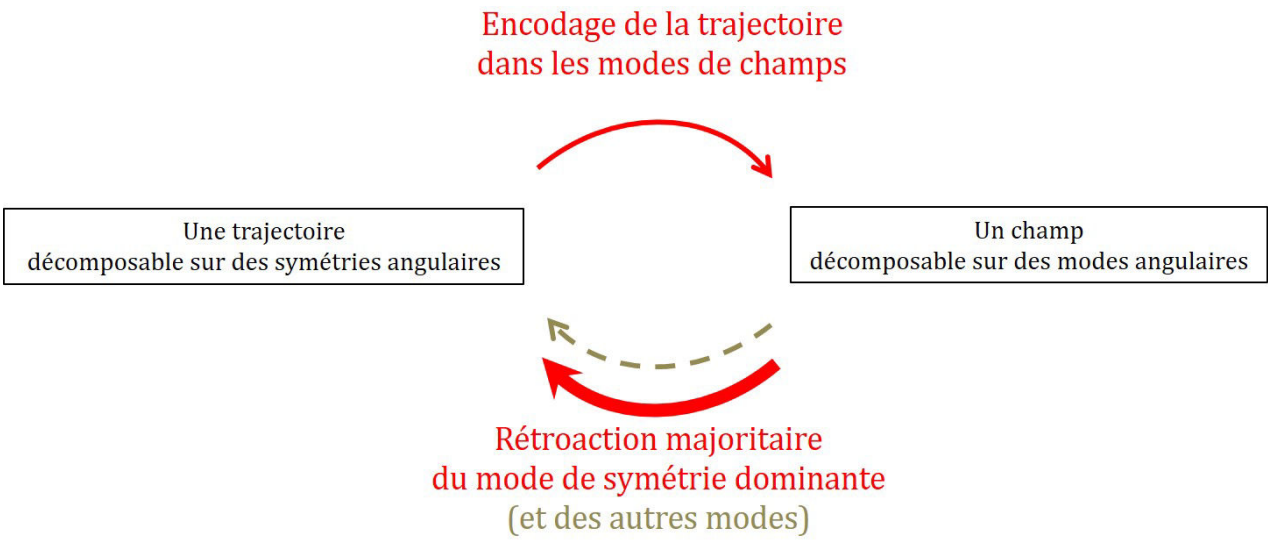 Encodage de la trajectoire
dans les modes de champs
Une trajectoire
décomposable sur des symétries angulaires
Un champ
décomposable sur des modes angulaires
Rétroaction majoritaire
du mode de symétrie dominante
(et des autres modes)